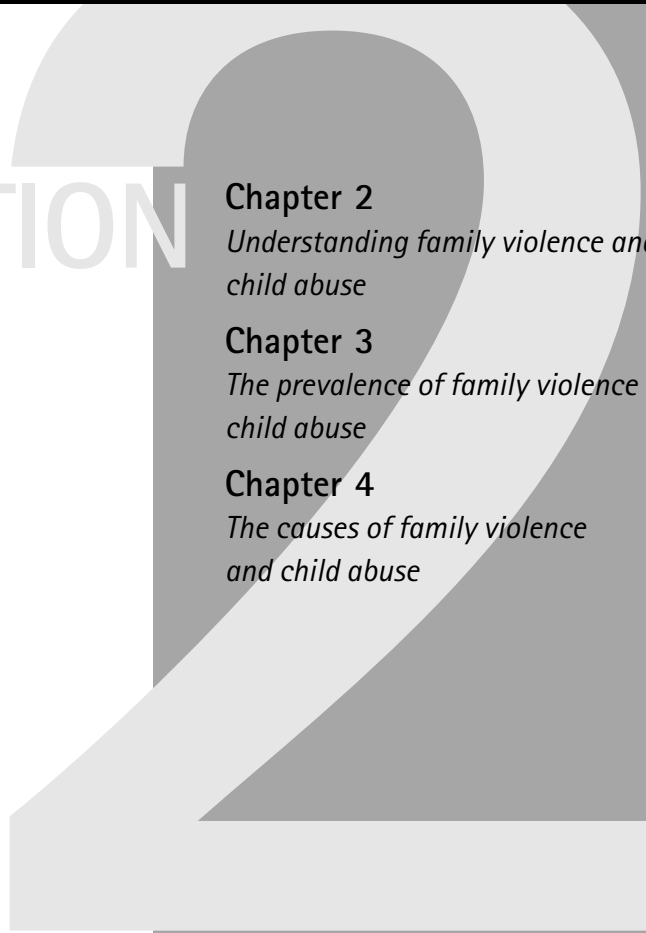 TION
Chapter 2
Understanding family violence and
child abuse
Chapter 3
The prevalence of family violence
child abuse
Chapter 4
The causes of family violence
and child abuse
2